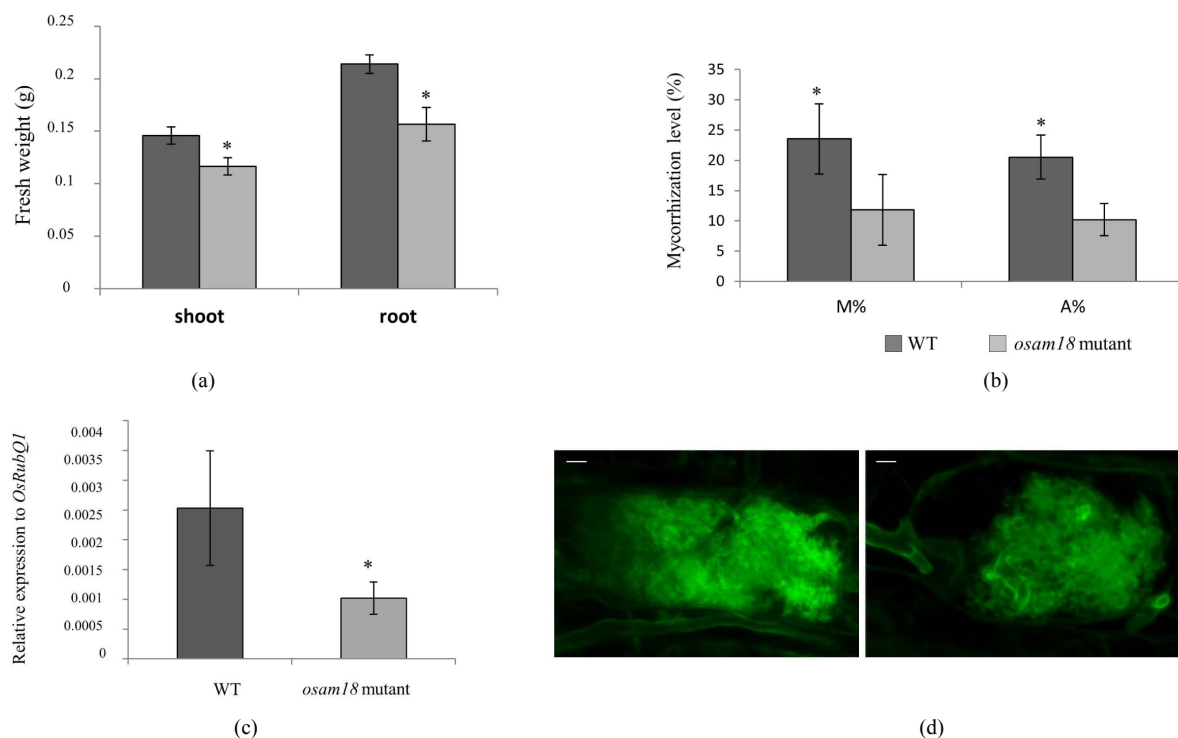 0.25
0.2
0.15
0.1
0.05
0
Fresh weight (g)
*
*
shoot root
(a)
35
30
25
20
15
10
5
0
Mycorrhization level (%)
*
*
M% A%
WT osam18 mutant
(b)
0.004
0.0035
0.003
0.0025
0.002
0.0015
0.001
0.0005
0
Relative expression to OsRubQ1
*
WT osam18 mutant
(c)
(d)